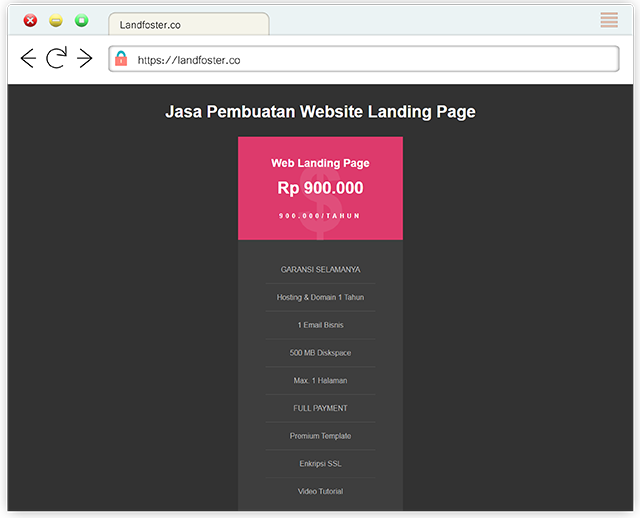 Landfoster.co
https://landfoster.co
Jasa Pembuatan Website Landing Page
Web Landing Page
Rp 900.000
900.000/TAHUN
GARANSI SELAMANYA
Hosting & Domain 1 Tahun
1 Email Bisnis
500 MB Diskspace
Max. 1 Halaman
FULL PAYMENT
Premium Template
Enkripsi SSL
Video Tutorial